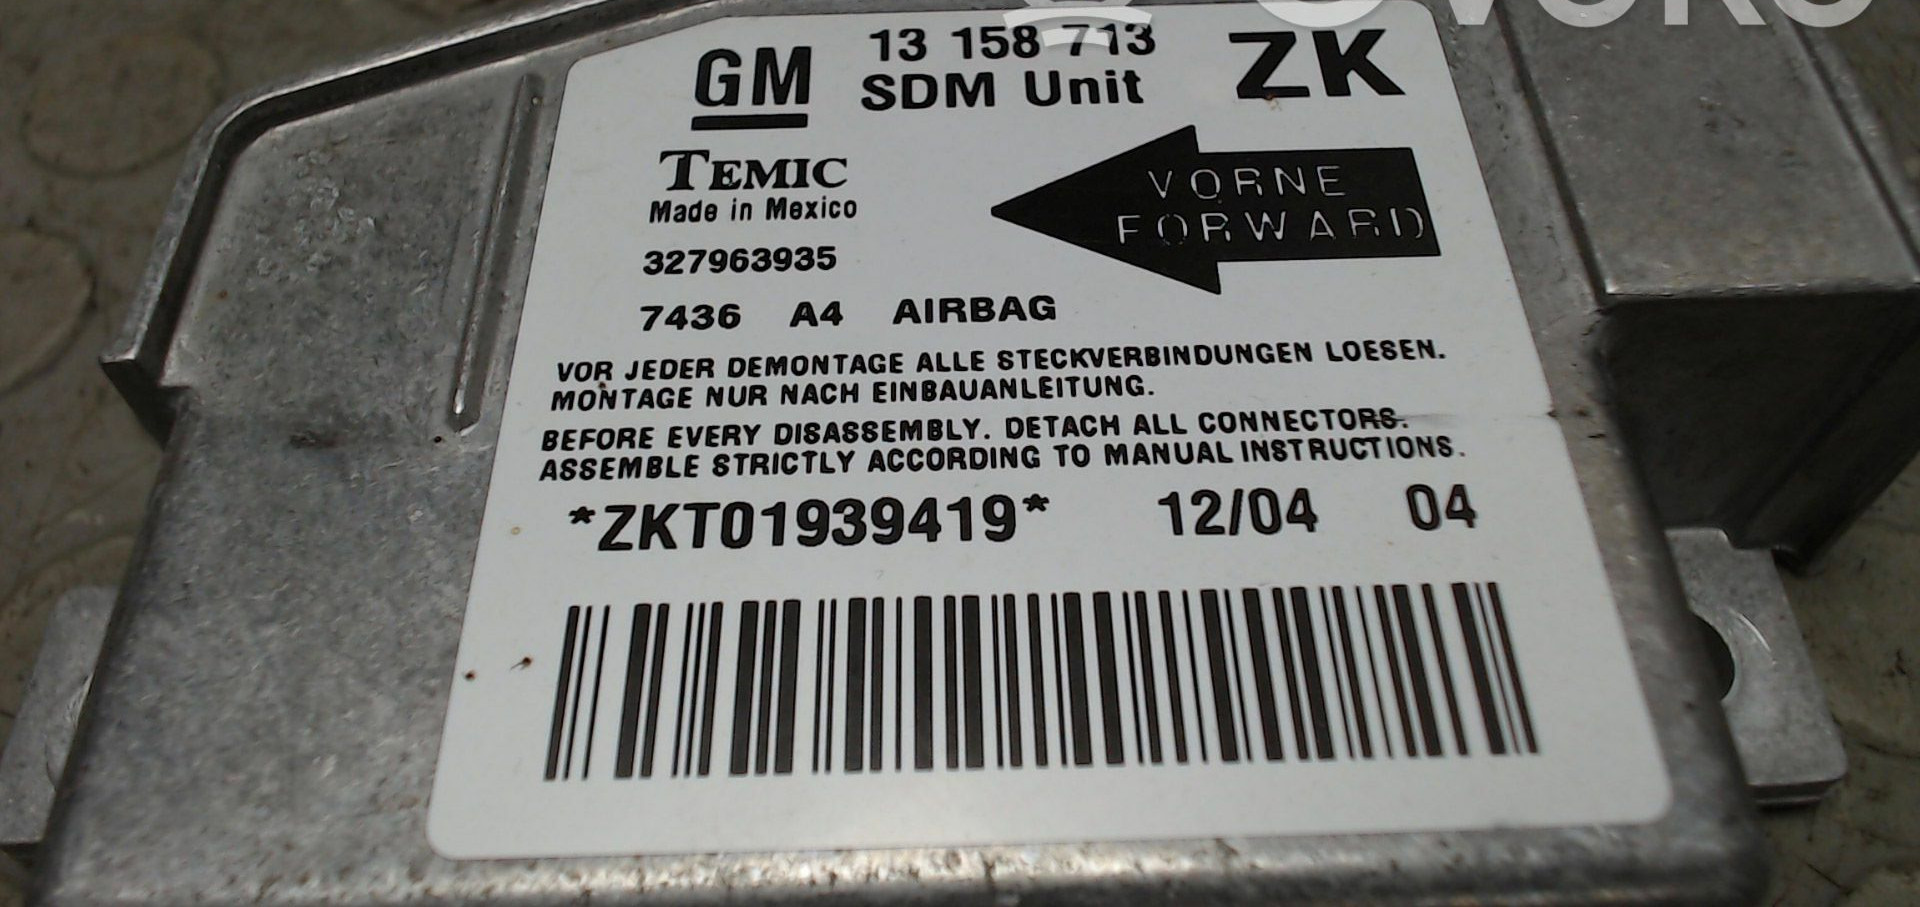 GM 13 158 713 ZK
SDM Unit
TEMIC
Made in Mexico
VORNE
FORWARD
327963935
7436 A4 AIRBAG
VOR JEDER DEMONTAGE ALLE STECKVERBINDUNGEN LOESEN.
MONTAGE NUR NACH EINBAUANLEITUNG.
BEFORE EVERY DISASSEMBLY. DETACH ALL CONNECTORS.
ASSEMBLE STRICTLY ACCORDING TO MANUAL INSTRUCTIONS.
*ZKT01939419* 12/04 04